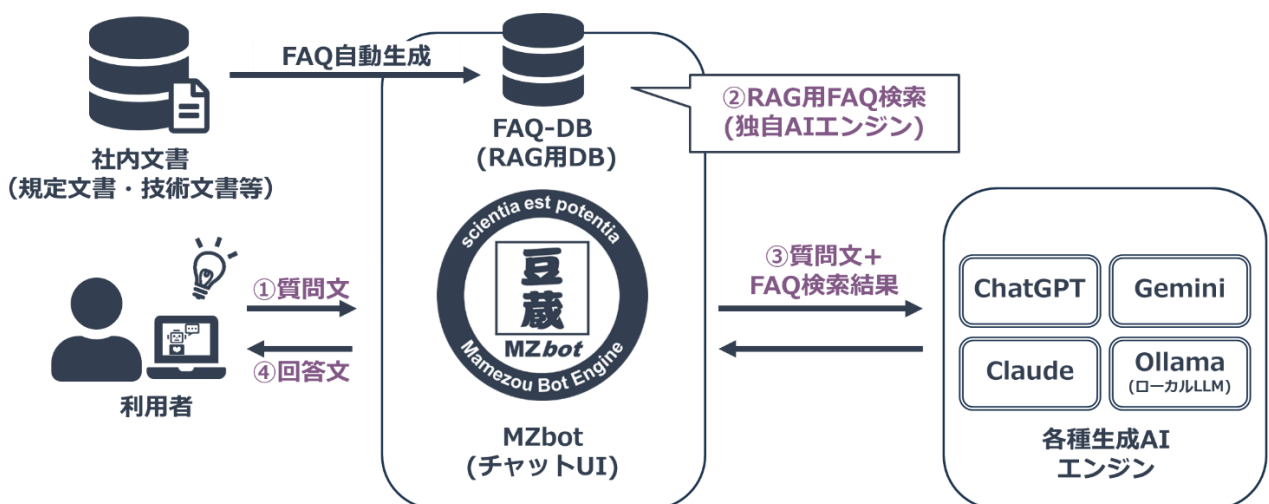 FAQ自動生成
社内文書
(規定文書・技術文書等)
FAQ-DB
(RAG用DB)
②RAG用FAQ検索
(独自AIエンジン)
①質問文
④回答文
利用者
scientia est potentia
豆
蔵
MZbot
Mamezou Bot Engine
MZbot
(チャットUI)
③質問文+
FAQ検索結果
ChatGPT
Gemini
Claude
Ollama
(ローカルLLM)
各種生成AI
エンジン